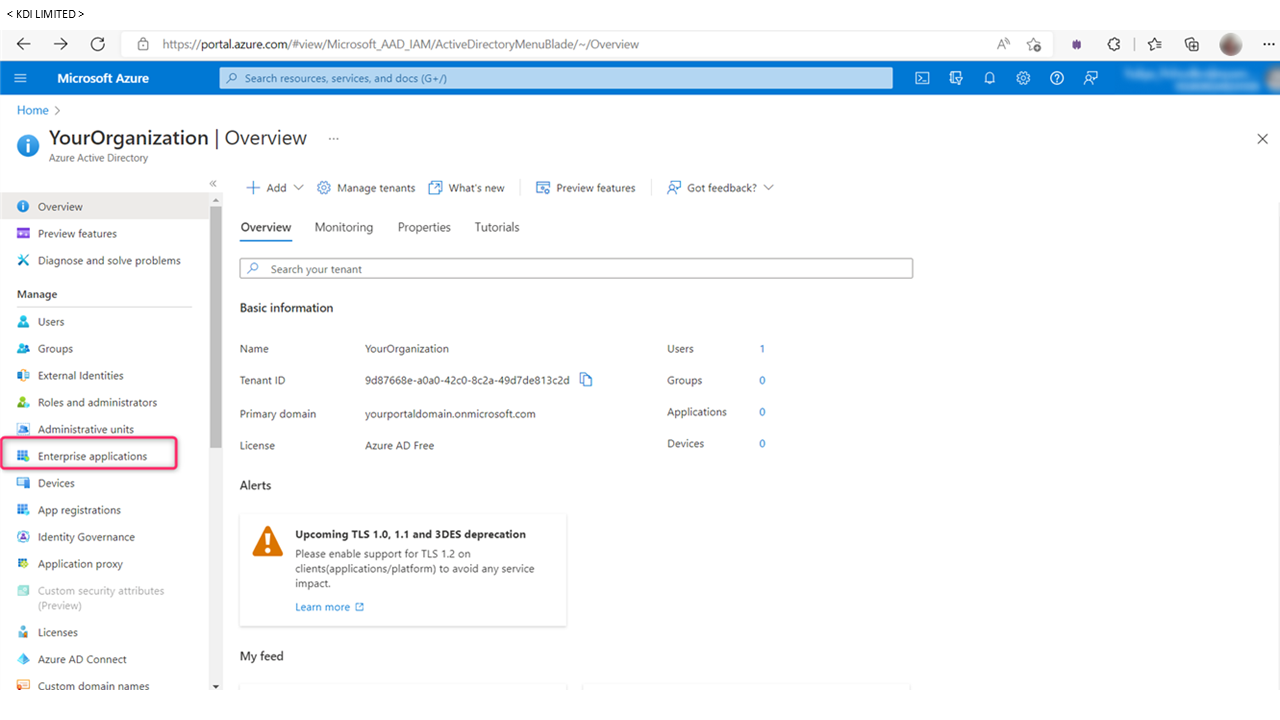 < KDI LIMITED >
https://portal.azure.com/#view/Microsoft_AAD_IAM/ActiveDirectoryMenuBlade/~/Overview
Microsoft Azure
Search resources, services, and docs (G+/)
Home
YourOrganization | Overview
Azure Active Directory
Add
Manage tenants
What's new
Preview features
Got feedback?
Overview
Preview features
Diagnose and solve problems
Manage
Users
Groups
External Identities
Roles and administrators
Administrative units
Enterprise applications
Devices
App registrations
Identity Governance
Application proxy
Custom security attributes
(Preview)
Licenses
Azure AD Connect
Custom domain names
Overview
Monitoring
Properties
Tutorials
Search your tenant
Basic information
Name YourOrganization Users 1
Tenant ID 9d87668e-a0a0-42c0-8c2a-49d7de813c2d Groups 0
Primary domain yourportaldomain.onmicrosoft.com Applications 0
License Azure AD Free Devices 0
Alerts
Upcoming TLS 1.0, 1.1 and 3DES deprecation
Please enable support for TLS 1.2 on
clients(applications/platform) to avoid any service
impact.
Learn more
My feed